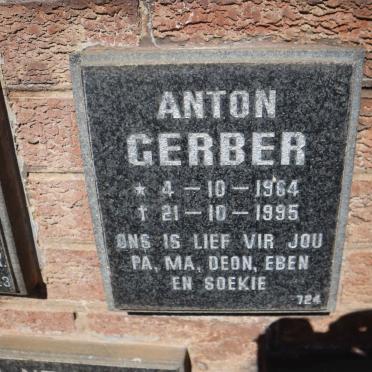 ANTON
GERBER
* 4 – 10 – 1964
† 21 – 10 – 1995
ONS IS LIEF VIR JOU
PA, MA, DEON, EBEN
EN SOEKIE
724